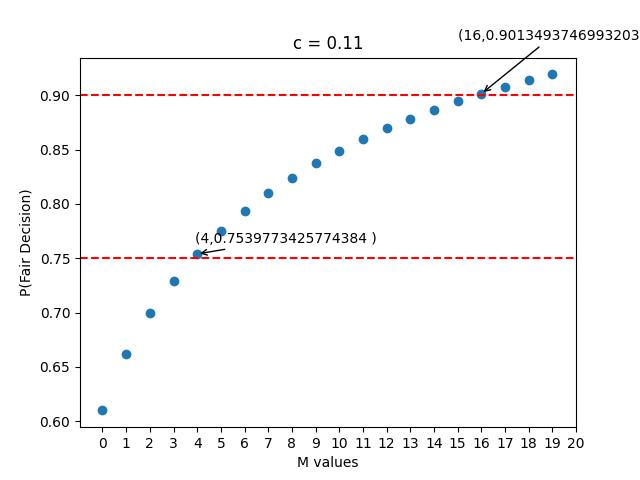 (16,0.9013493746993203
c = 0.11
0.90
0.85
0.80
0.75
0.70
0.65
0.60
P(Fair Decision)
(4,0.7539773425774384 )
0 1 2 3 4 5 6 7 8 9 10 11 12 13 14 15 16 17 18 19 20
M values